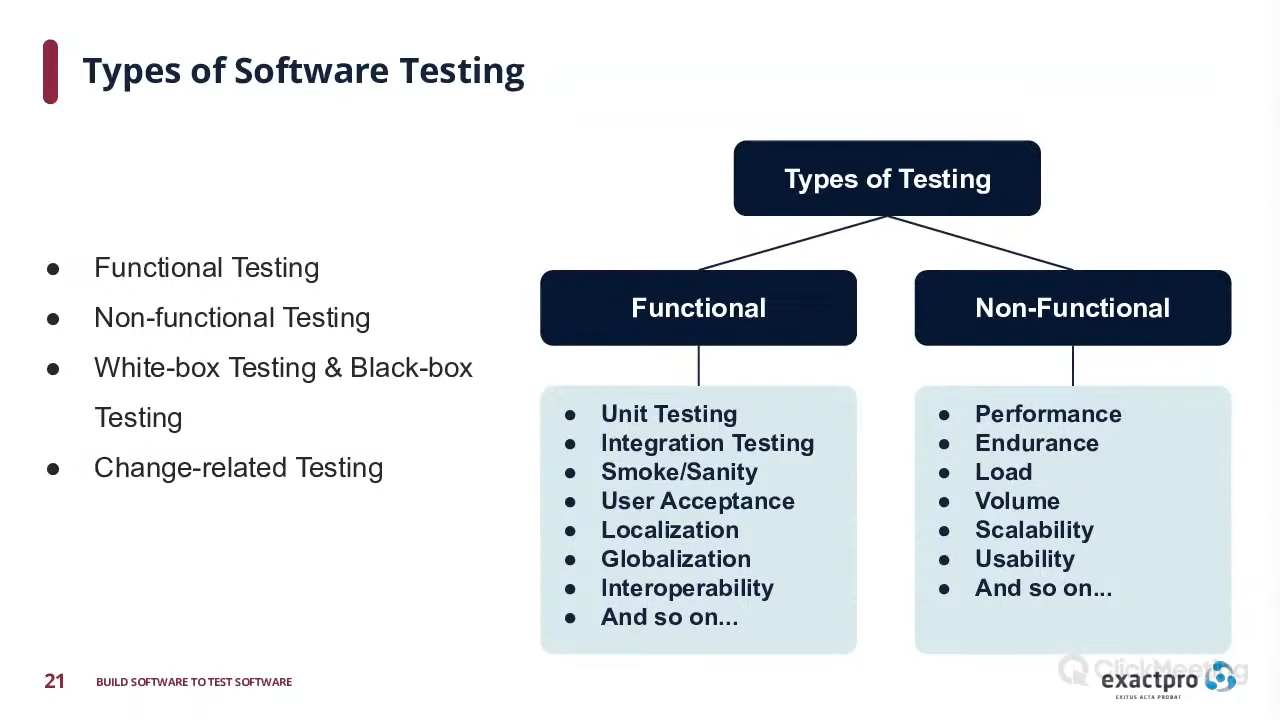 Types of Software Testing
● Functional Testing
● Non-functional Testing
● White-box Testing & Black-box
Testing
● Change-related Testing
Types of Testing
Functional
● Unit Testing
● Integration Testing
● Smoke/Sanity
● User Acceptance
● Localization
● Globalization
● Interoperability
● And so on...
Non-Functional
● Performance
● Endurance
● Load
● Volume
● Scalability
● Usability
● And so on...
21 BUILD SOFTWARE TO TEST SOFTWARE
ClickMeeting
exactpro
EXITUS ACTA PROBAT